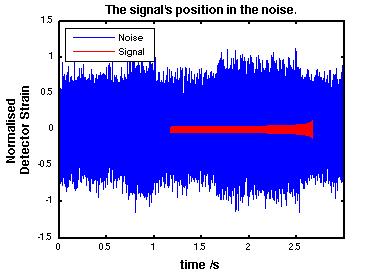 The signal's position in the noise.
1.5
Noise
Signal
1
0.5
0
-0.5
-1
-1.5
Normalised
Detector Strain
0 0.5 1 1.5 2 2.5
time /s